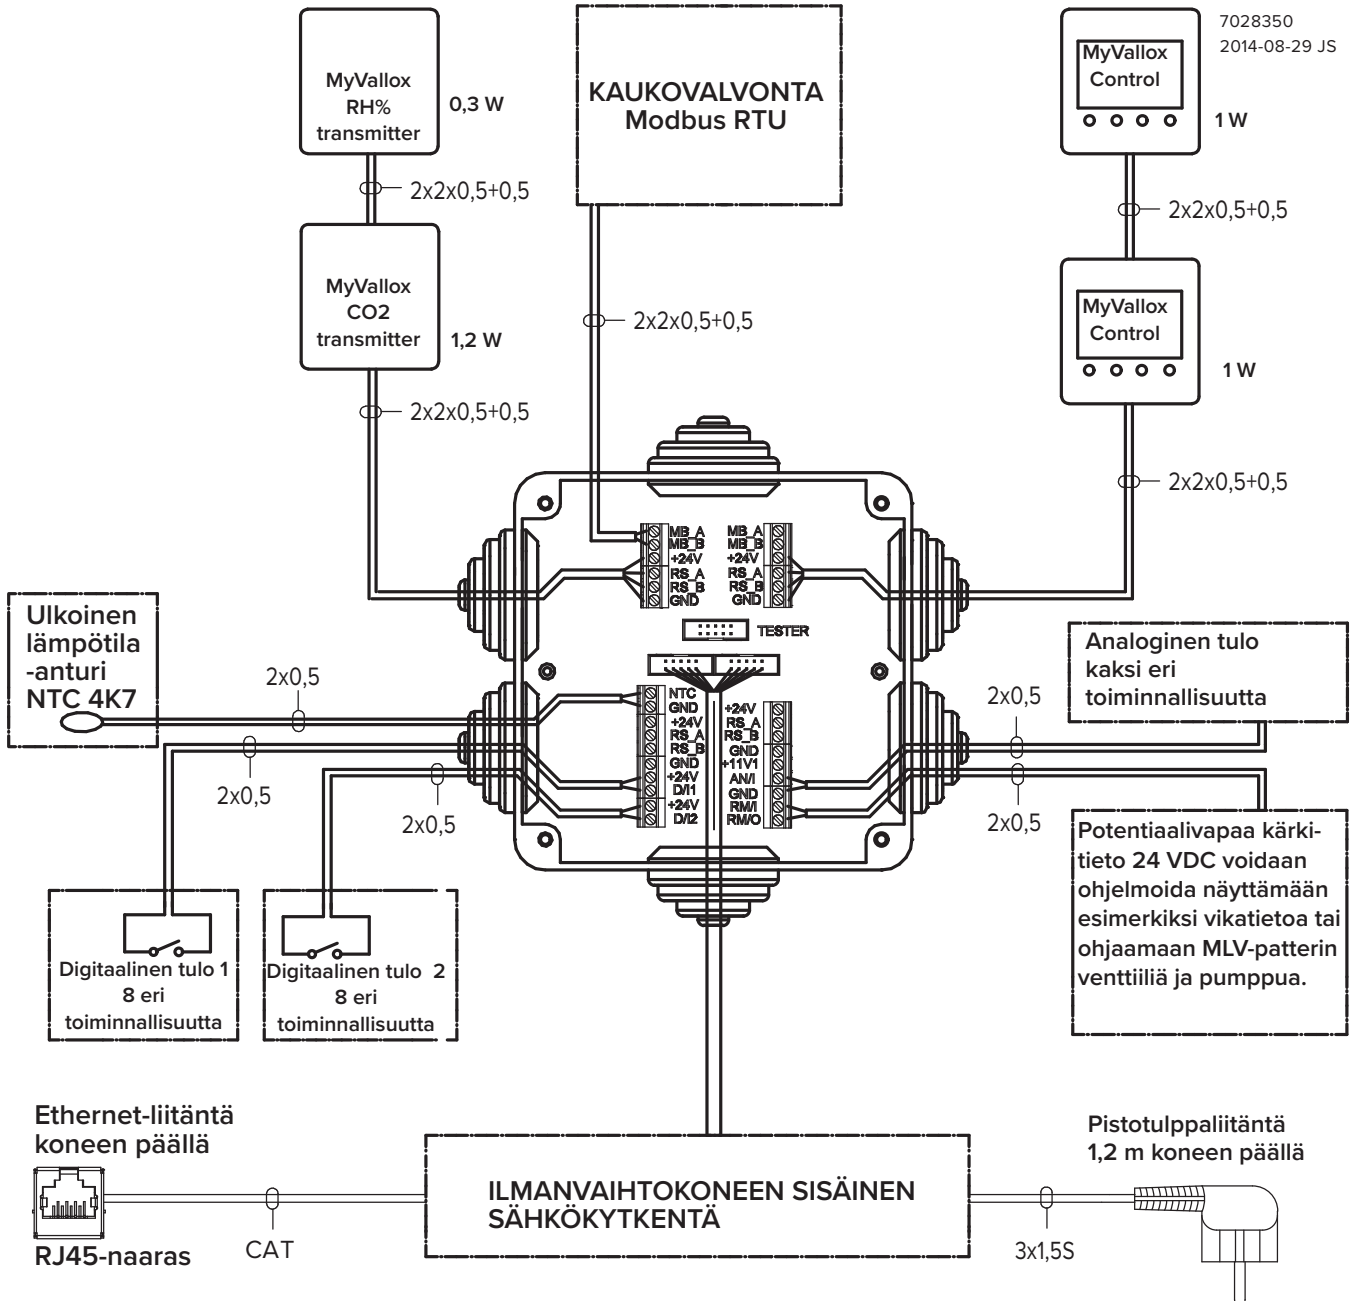 7028350
2014-08-29 JS
MyVallox
RH%
transmitter
0,3 W
KAUKOVALVONTA
Modbus RTU
MyVallox
Control
1 W
2x2x0,5+0,5
2x2x0,5+0,5
MyVallox
CO2
transmitter
1,2 W
2x2x0,5+0,5
MyVallox
Control
1 W
2x2x0,5+0,5
2x2x0,5+0,5
MB_A
MB_B
+24V
RS_A
RS_B
GND
MB_A
MB_B
+24V
RS_A
RS_B
GND
TESTER
Ulkoinen
lämpötila
-anturi
NTC 4K7
2x0,5
2x0,5
2x0,5
NTC
GND
+24V
RS_A
RS_B
GND
+24V
D/I1
+24V
D/I2
+24V
RS_A
RS_B
GND
+11V1
AN/I
GND
RM/I
RM/O
2x0,5
2x0,5
Analoginen tulo
kaksi eri
toiminnallisuutta
Potentiaalivapaa kärki-
tieto 24 VDC voidaan
ohjelmoida näyttämään
esimerkiksi vikatietoa tai
ohjaamaan MLV-patterin
venttiiliä ja pumppua.
Digitaalinen tulo 1
8 eri
toiminnallisuutta
Digitaalinen tulo 2
8 eri
toiminnallisuutta
Ethernet-liitäntä
koneen päällä
RJ45-naaras
CAT
ILMANVAIHTOKONEEN SISÄINEN
SÄHKÖKYTKENTÄ
3x1,5S
Pistotulppaliitäntä
1,2 m koneen päällä